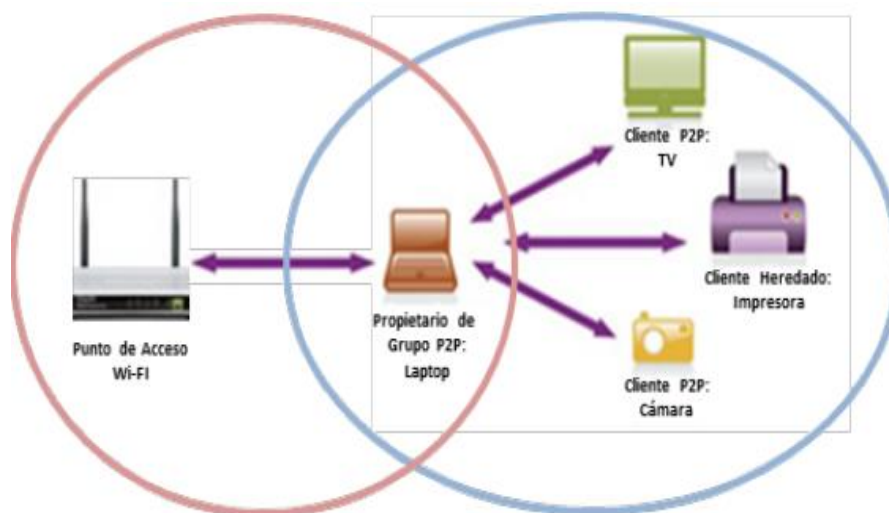 Cliente P2P:
TV
Cliente Heredado:
Impresora
Propietario de
Grupo P2P:
Laptop
Punto de Acceso
Wi-FI
Cliente P2P:
Cámara